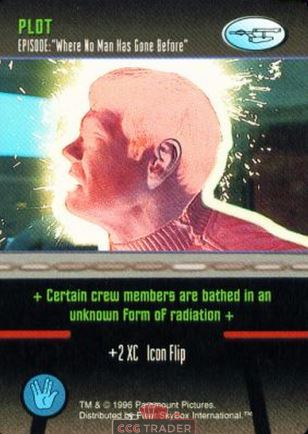 PLOT
EPISODE:"Where No Man Has Gone Before"
+ Certain crew members are bathed in an
unknown form of radiation +
+2 XC Icon Flip
TM & © 1996 Paramount Pictures.
Distributed by Fleer/SkyBox International.™
CCG TRADER